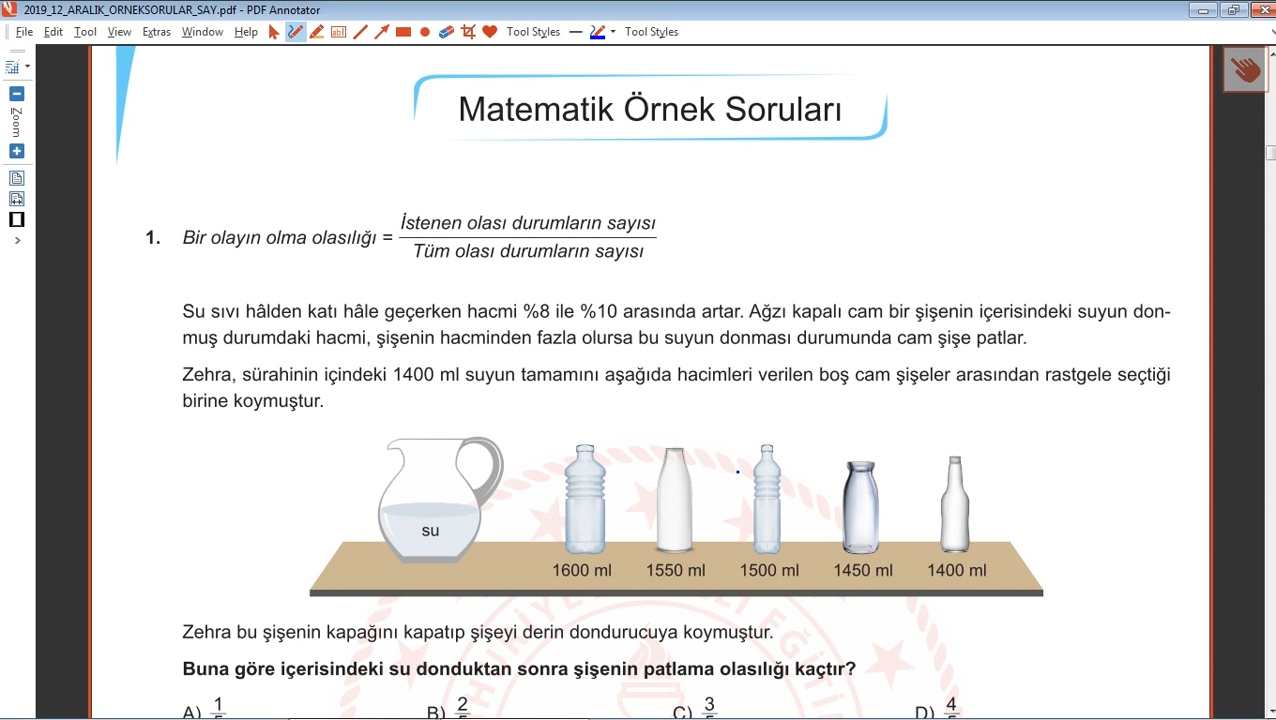 2019_12_ARALIK_ORNEKSORULAR_SAY.pdf - PDF Annotator
File Edit Tool View Extras Window Help Tool Styles Tool Styles
Zoom
Matematik Örnek Soruları
1. Bir olayın olma olasılığı = İstenen olası durumların sayısı
Tüm olası durumların sayısı
Su sıvı hâlden katı hâle geçerken hacmi %8 ile %10 arasında artar. Ağzı kapalı cam bir şişenin içerisindeki suyun don-
muş durumdaki hacmi, şişenin hacminden fazla olursa bu suyun donması durumunda cam şişe patlar.
Zehra, sürahinin içindeki 1400 ml suyun tamamını aşağıda hacimleri verilen boş cam şişeler arasından rastgele seçtiği
birine koymuştur.
su
1600 ml 1550 ml 1500 ml 1450 ml 1400 ml
Zehra bu şişenin kapağını kapatıp şişeyi derin dondurucuya koymuştur.
Buna göre içerisindeki su donduktan sonra şişenin patlama olasılığı kaçtır?
A) 1 B) 2 C) 3 D) 4